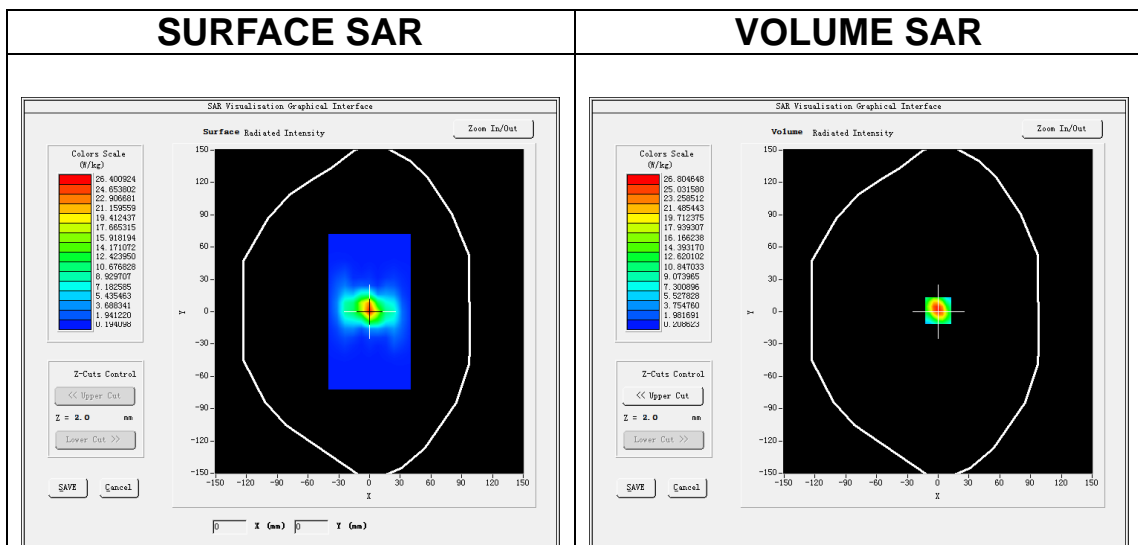 SURFACE SAR
VOLUME SAR
SAR Visualisation Graphical Interface
Surface Radiated Intensity
Zoom In/Out
Colors Scale
(W/kg)
26.400924
24.653802
22.906681
21.159559
19.412437
17.665315
15.918194
14.171072
12.423950
10.676828
8.929707
7.182585
5.435463
3.688341
1.941220
0.194098
Z-Cuts Control
<< Upper Cut
Z = 2.0 mm
Lower Cut >>
SAVE
Cancel
150
120
90
60
30
0
-30
-60
-90
-120
-150
Y
-150 -120 -90 -60 -30 0 30 60 90 120 150
X
0 X (mm) 0 Y (mm)
SAR Visualisation Graphical Interface
Volume Radiated Intensity
Zoom In/Out
Colors Scale
(W/kg)
26.804648
25.031580
23.258512
21.485443
19.712375
17.939307
16.166238
14.393170
12.620102
10.847033
9.073965
7.300896
5.527828
3.754760
1.981691
0.208623
Z-Cuts Control
<< Upper Cut
Z = 2.0 mm
Lower Cut >>
SAVE
Cancel
150
120
90
60
30
0
-30
-60
-90
-120
-150
Y
-150 -120 -90 -60 -30 0 30 60 90 120 150
X